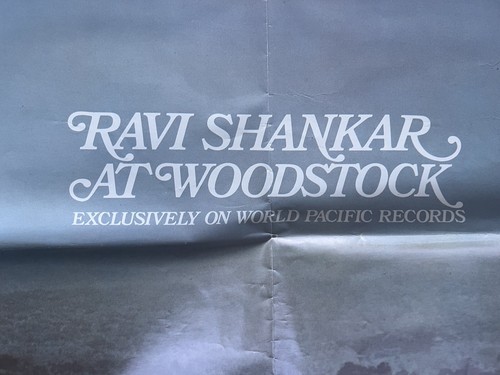 RAVI SHANKAR
AT WOODSTOCK
EXCLUSIVELY ON WORLD PACIFIC RECORDS